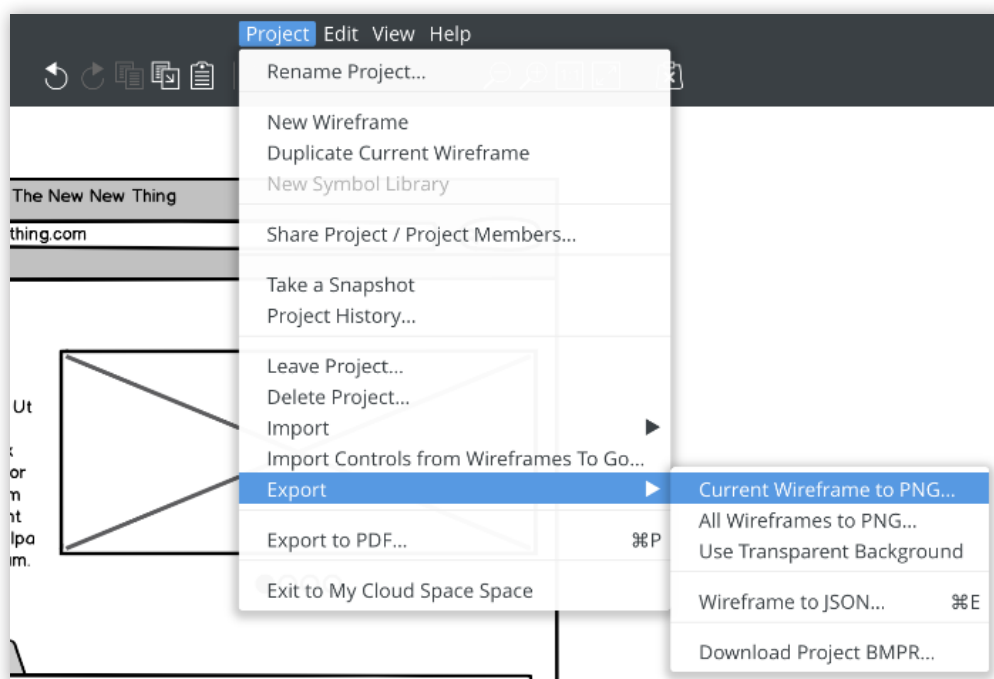 Project Edit View Help
Rename Project...
New Wireframe
Duplicate Current Wireframe
New Symbol Library
The New New Thing
thing.com
Share Project / Project Members...
Take a Snapshot
Project History...
Leave Project...
Delete Project...
Ut
Import
Import Controls from Wireframes To Go...
or
Export
Current Wireframe to PNG...
m
All Wireframes to PNG...
nt
Export to PDF... ⌘P
lpa
Use Transparent Background
um.
Exit to My Cloud Space Space
Wireframe to JSON... ⌘E
Download Project BMPR...